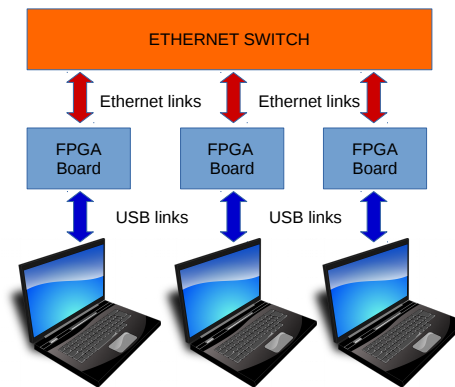 ETHERNET SWITCH
Ethernet links
Ethernet links
FPGA
Board
FPGA
Board
FPGA
Board
USB links
USB links